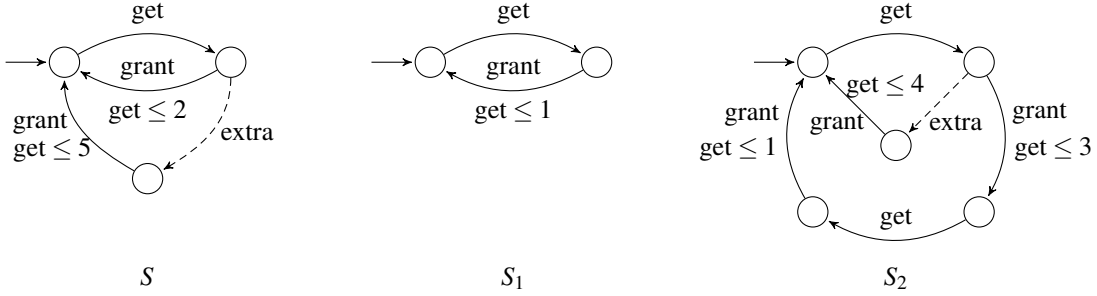 get
grant
get ≤ 2
grant
get ≤ 5
extra
S
get
grant
get ≤ 1
S₁
get
get ≤ 4
grant
extra
grant
get ≤ 1
grant
get ≤ 3
get
S₂